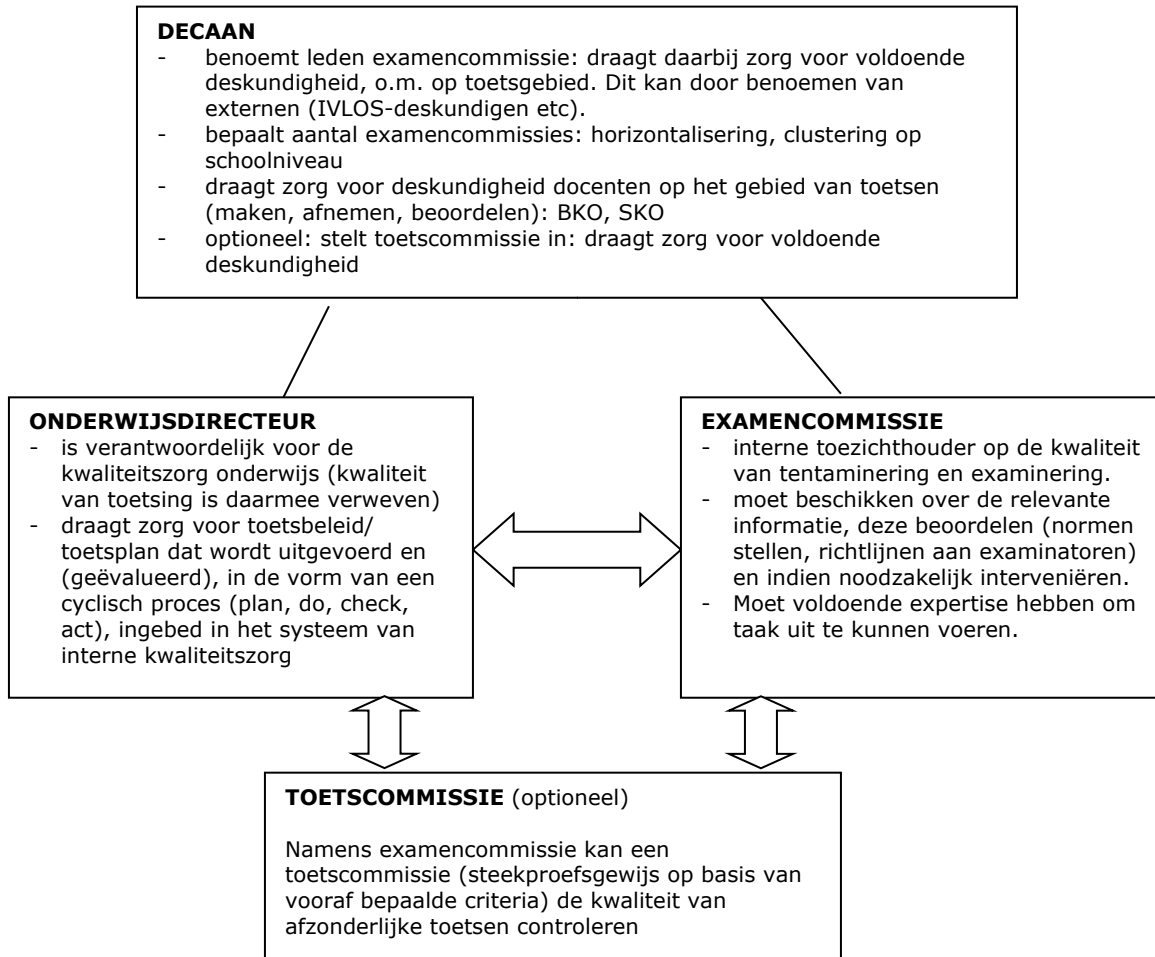 DECAAN
- benoemt leden examencommissie: draagt daarbij zorg voor voldoende
deskundigheid, o.m. op toetsgebied. Dit kan door benoemen van
externen (IVLOS-deskundigen etc).
- bepaalt aantal examencommissies: horizontalisering, clustering op
schoolniveau
- draagt zorg voor deskundigheid docenten op het gebied van toetsen
(maken, afnemen, beoordelen): BKO, SKO
- optioneel: stelt toetscommissie in: draagt zorg voor voldoende
deskundigheid
ONDERWIJSDIRECTEUR
- is verantwoordelijk voor de
kwaliteitszorg onderwijs (kwaliteit
van toetsing is daarmee verweven)
- draagt zorg voor toetsbeleid/
toetsplan dat wordt uitgevoerd en
(geëvalueerd), in de vorm van een
cyclisch proces (plan, do, check,
act), ingebed in het systeem van
interne kwaliteitszorg
EXAMENCOMMISSIE
- interne toezichthouder op de kwaliteit
van tentaminering en examinering.
- moet beschikken over de relevante
informatie, deze beoordelen (normen
stellen, richtlijnen aan examinatoren)
en indien noodzakelijk interveniëren.
- Moet voldoende expertise hebben om
taak uit te kunnen voeren.
TOETSCOMMISSIE (optioneel)
Namens examencommissie kan een
toetscommissie (steekproefsgewijs op basis van
vooraf bepaalde criteria) de kwaliteit van
afzonderlijke toetsen controleren